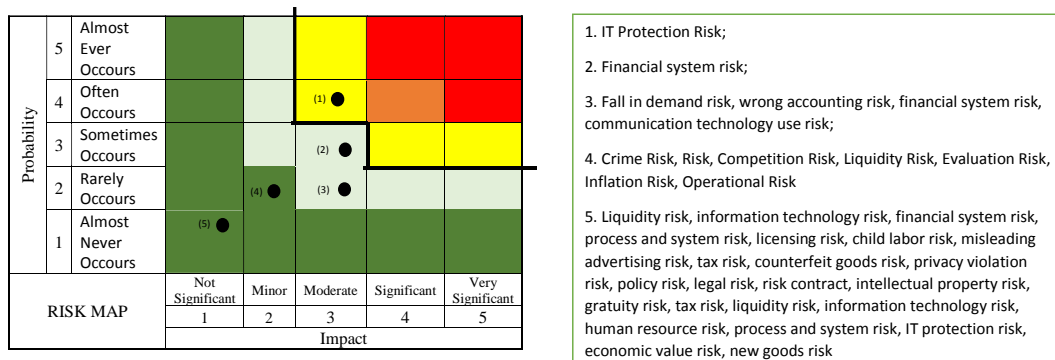 Probability
5
Almost
Ever
Occours
4
Often
Occours
(1)
3
Sometimes
Occours
(2)
2
Rarely
Occours
(4)
(3)
1
Almost
Never
Occours
(5)
RISK MAP
Not
Significant
Minor
Moderate
Significant
Very
Significant
1
2
3
4
5
Impact
1. IT Protection Risk;
2. Financial system risk;
3. Fall in demand risk, wrong accounting risk, financial system risk,
communication technology use risk;
4. Crime Risk, Risk, Competition Risk, Liquidity Risk, Evaluation Risk,
Inflation Risk, Operational Risk
5. Liquidity risk, information technology risk, financial system risk,
process and system risk, licensing risk, child labor risk, misleading
advertising risk, tax risk, counterfeit goods risk, privacy violation
risk, policy risk, legal risk, risk contract, intellectual property risk,
gratuity risk, tax risk, liquidity risk, information technology risk,
human resource risk, process and system risk, IT protection risk,
economic value risk, new goods risk